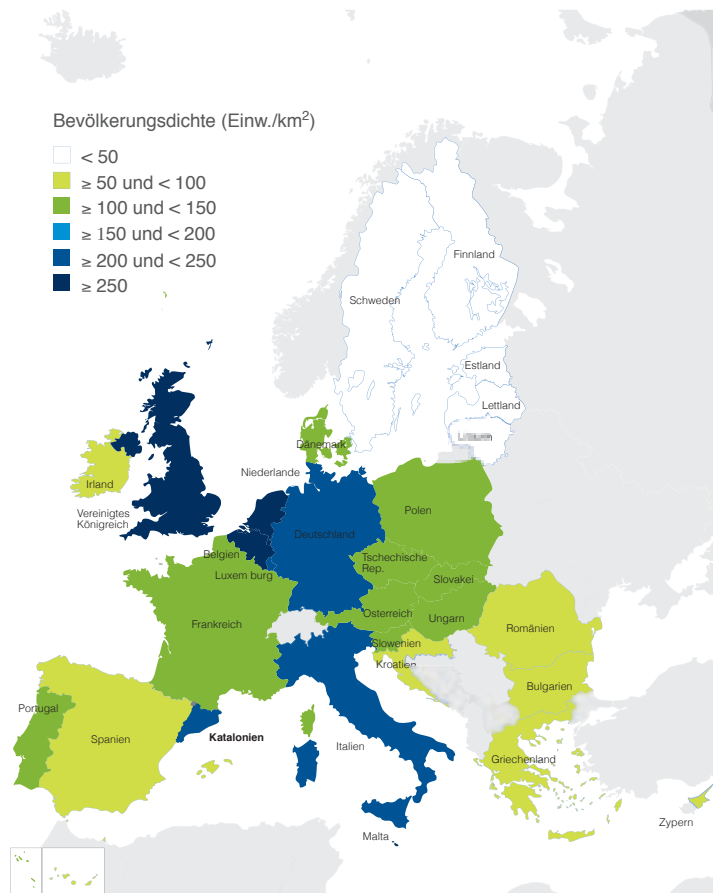 Bevölkerungsdichte (Einw./km²)
< 50
≥ 50 und < 100
≥ 100 und < 150
≥ 150 und < 200
≥ 200 und < 250
≥ 250
Finnland
Schweden
Estland
Lettland
Dänemark
Niederlande
Irland
Vereinigtes
Königreich
Polen
Deutschland
Belgien
Tschechische
Rep.
Luxem burg
Slovakei
Österreich
Ungarn
Frankreich
Romänien
Slowenien
Kroatien
Bulgarien
Portugal
Spanien
Katalonien
Italien
Griechenland
Zypern
Malta